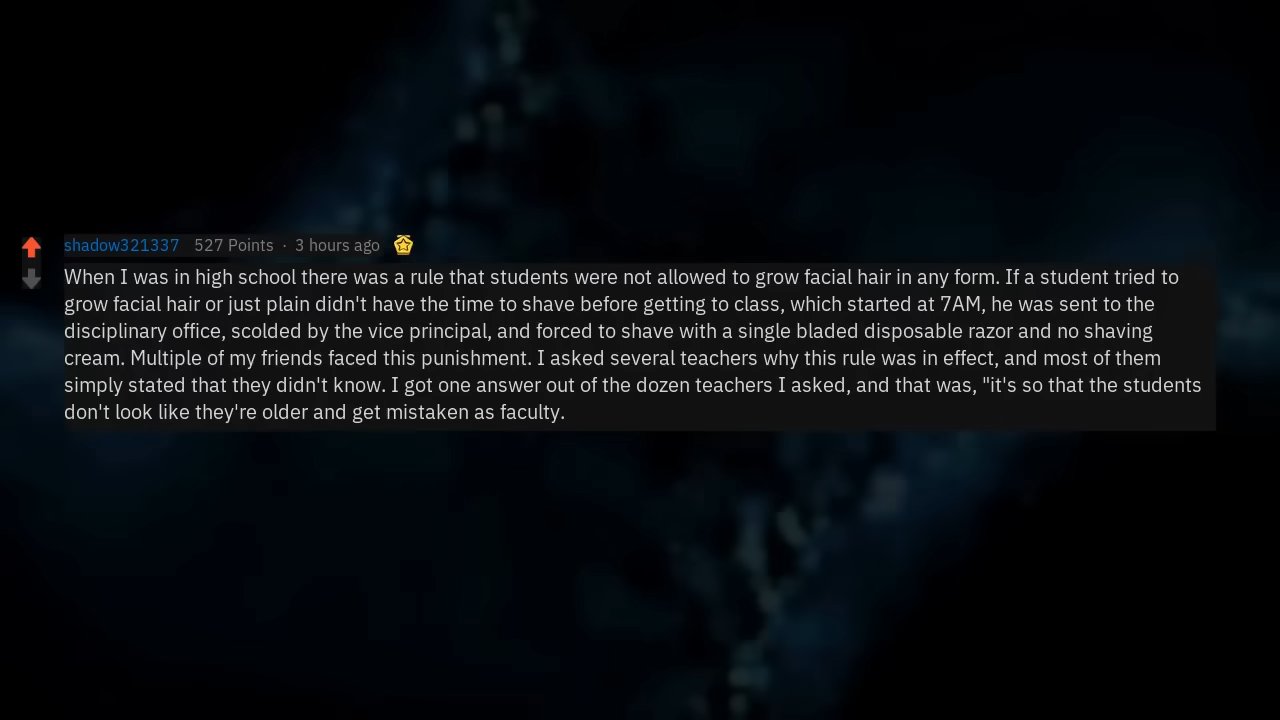 shadow321337 527 Points · 3 hours ago
When I was in high school there was a rule that students were not allowed to grow facial hair in any form. If a student tried to
grow facial hair or just plain didn't have the time to shave before getting to class, which started at 7AM, he was sent to the
disciplinary office, scolded by the vice principal, and forced to shave with a single bladed disposable razor and no shaving
cream. Multiple of my friends faced this punishment. I asked several teachers why this rule was in effect, and most of them
simply stated that they didn't know. I got one answer out of the dozen teachers I asked, and that was, "it's so that the students
don't look like they're older and get mistaken as faculty.